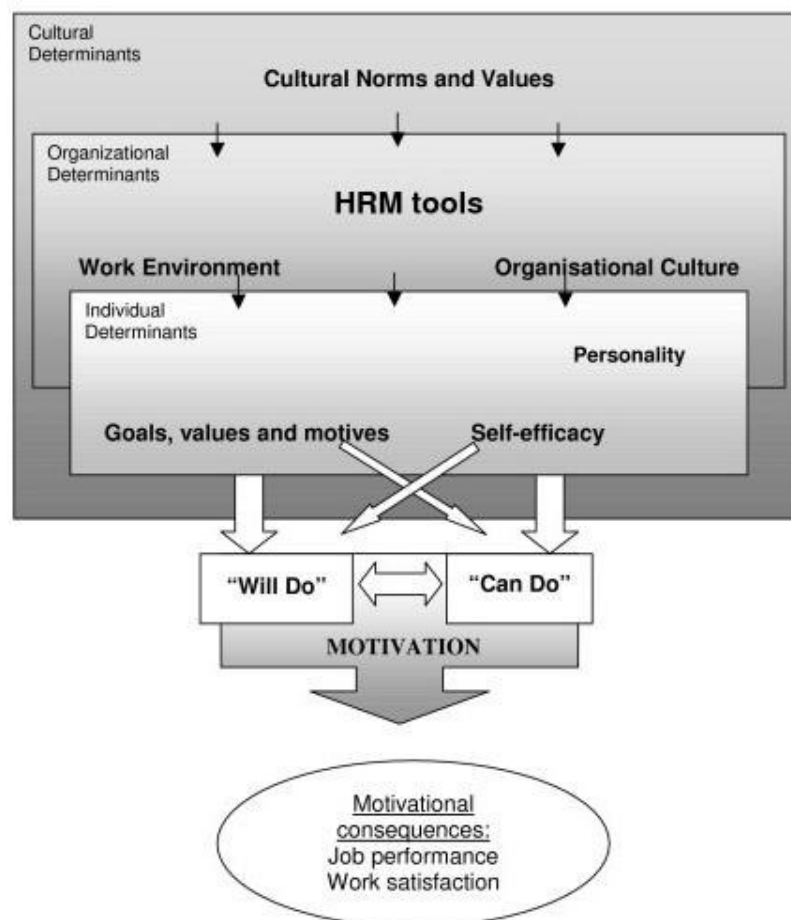 Cultural
Determinants
Cultural Norms and Values
Organizational
Determinants
HRM tools
Work Environment
Organisational Culture
Individual
Determinants
Personality
Goals, values and motives
Self-efficacy
“Will Do”
“Can Do”
MOTIVATION
Motivational
consequences:
Job performance
Work satisfaction